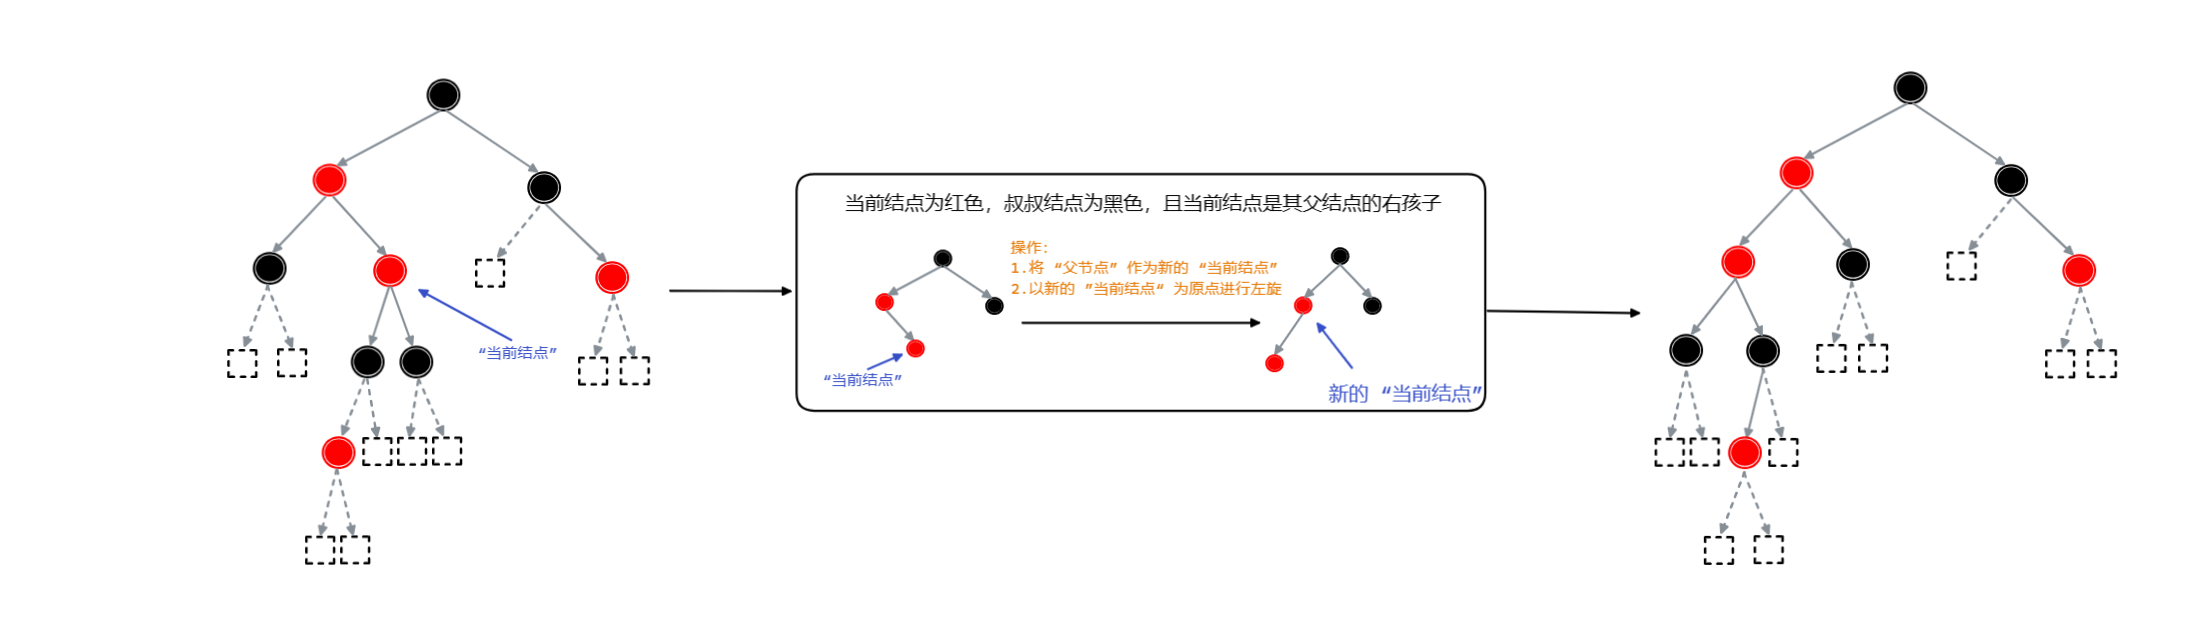 当前结点为红色，叔叔结点为黑色，且当前结点是其父结点的右孩子
操作：
1.将 “父节点” 作为新的 “当前结点”
2.以新的 ”当前结点“ 为原点进行左旋
“当前结点”
“当前结点”
新的 “当前结点”